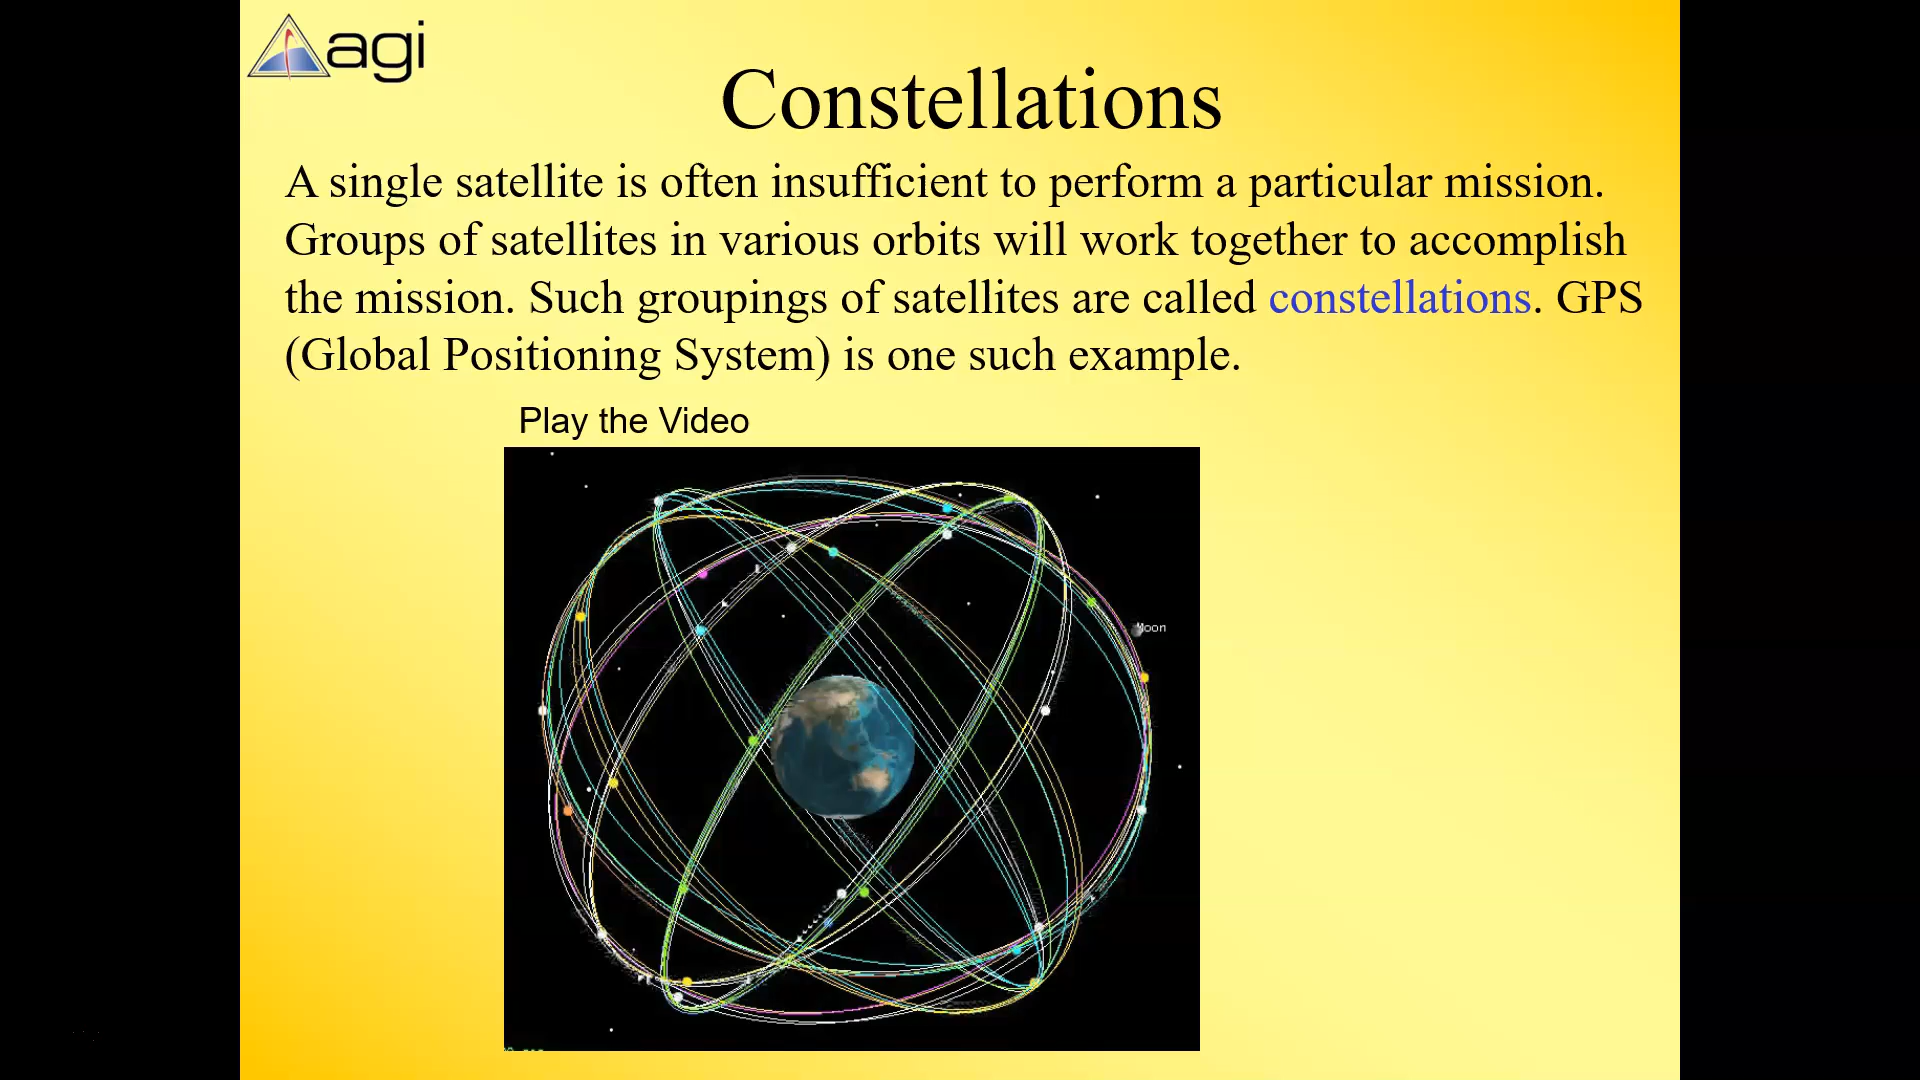 agi
Constellations
A single satellite is often insufficient to perform a particular mission.
Groups of satellites in various orbits will work together to accomplish
the mission. Such groupings of satellites are called constellations. GPS
(Global Positioning System) is one such example.
Play the Video
Moon